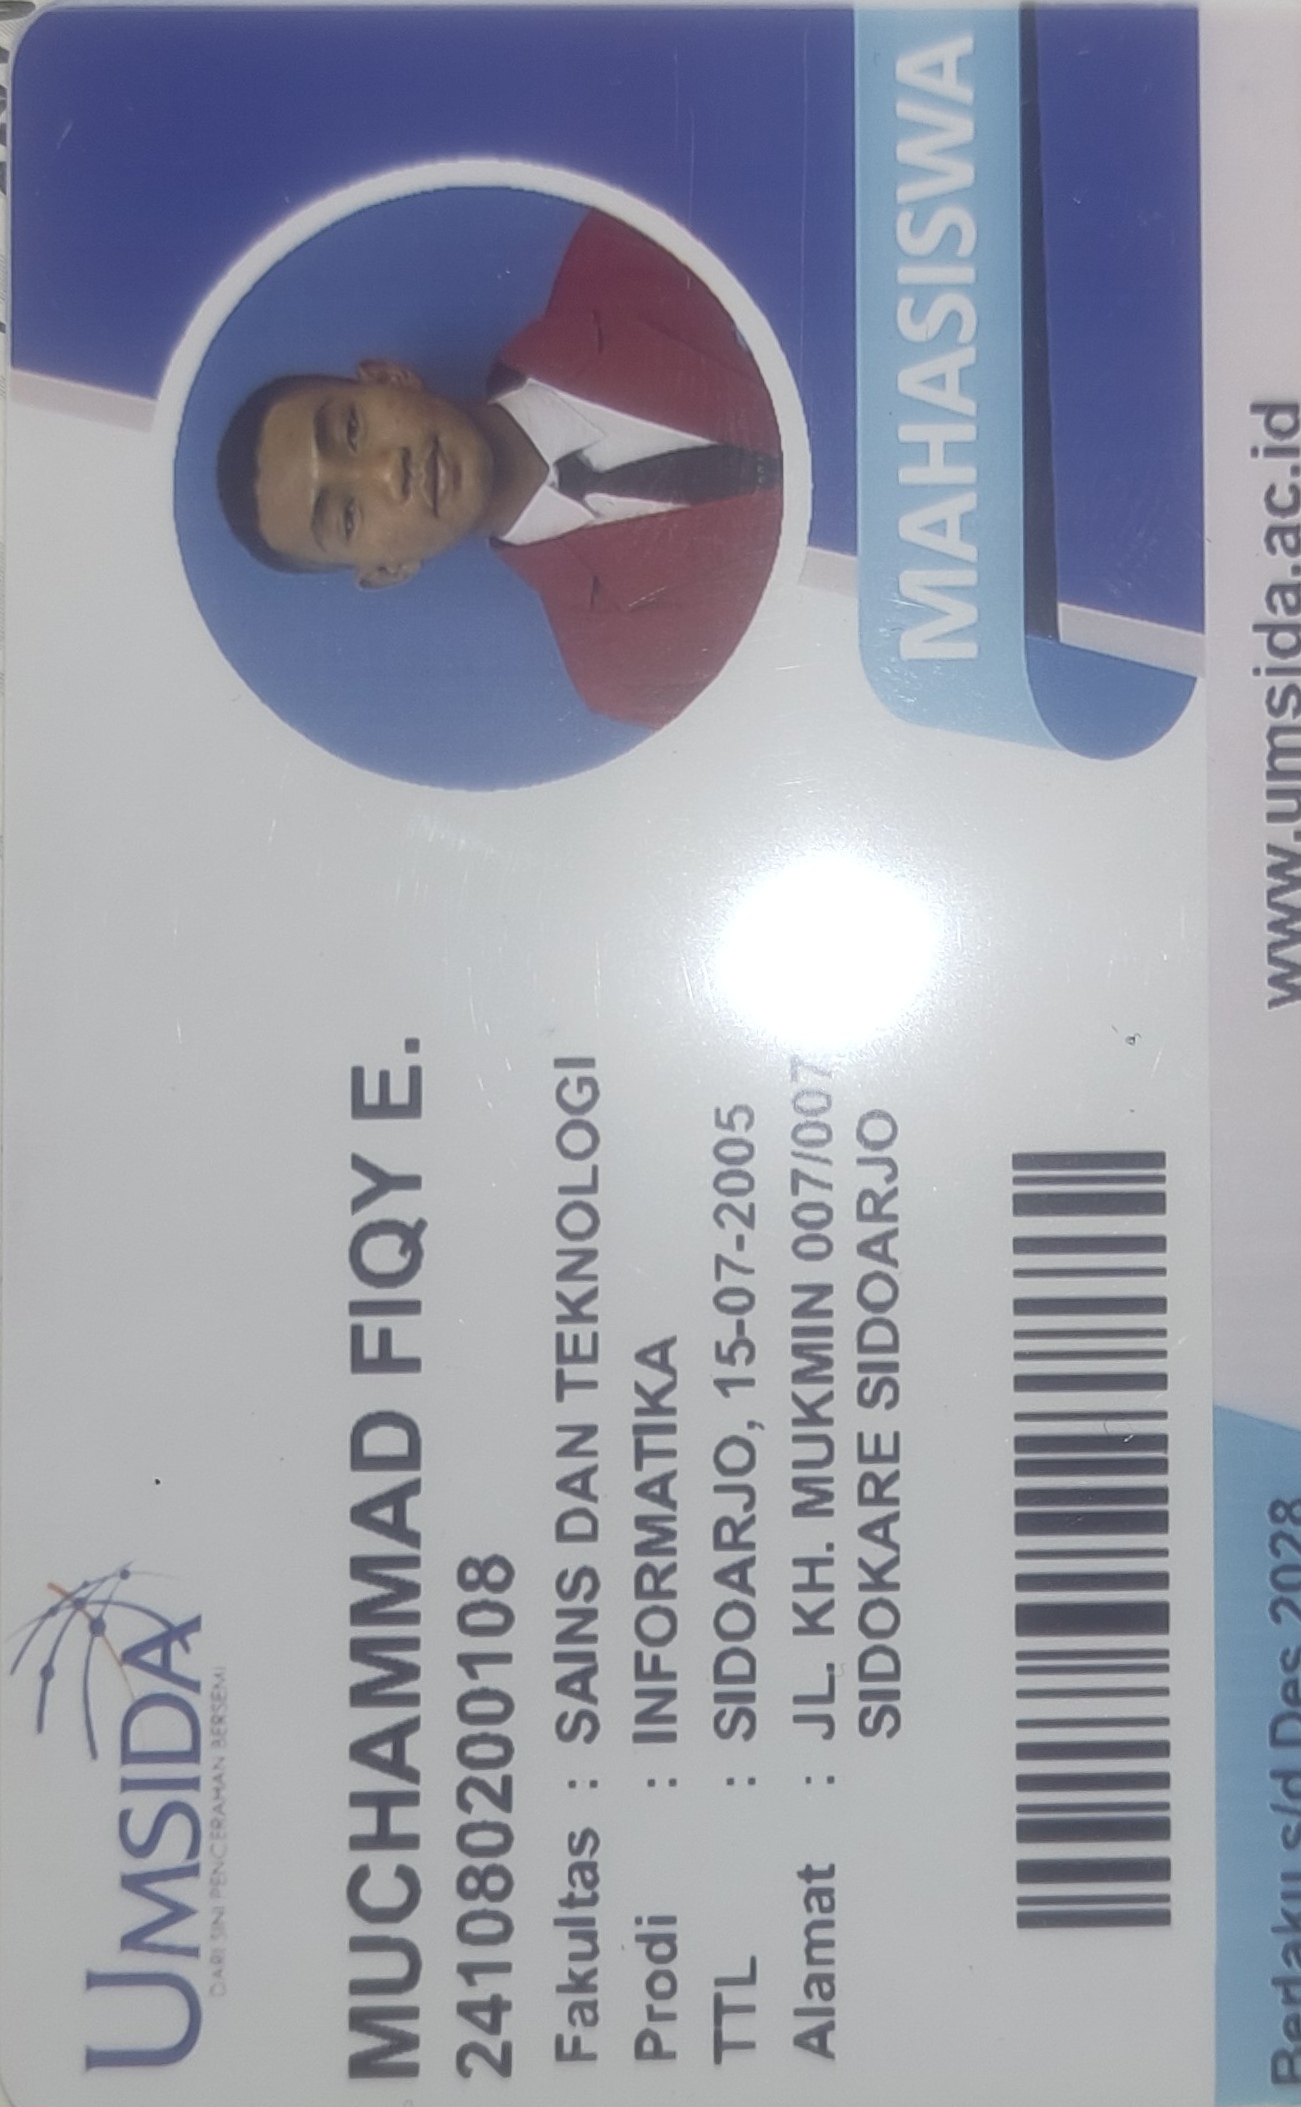 UMSIDA
DARI SINI PENCERAHAN BERSEMI
MUCHAMMAD FIQY E.
241080200108
Fakultas : SAINS DAN TEKNOLOGI
Prodi : INFORMATIKA
TTL : SIDOARJO, 15-07-2005
Alamat : JL. KH. MUKMIN 007/007
SIDOKARE SIDOARJO
MAHASISWA
Berlaku s/d Des 2028
www.umsida.ac.id